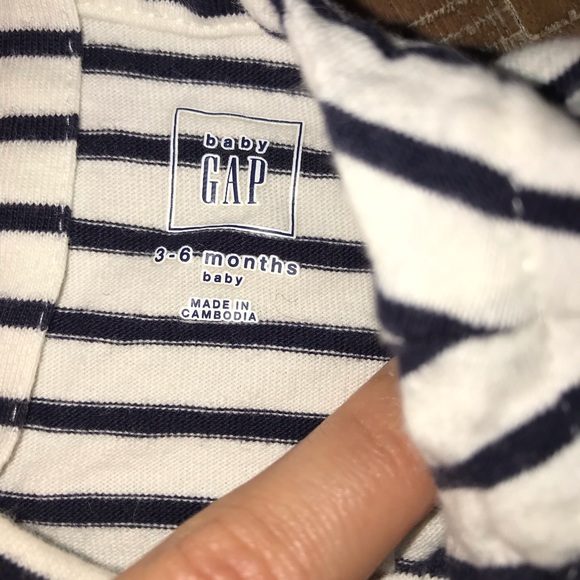 baby
GAP
3-6 months
baby
MADE IN
CAMBODIA